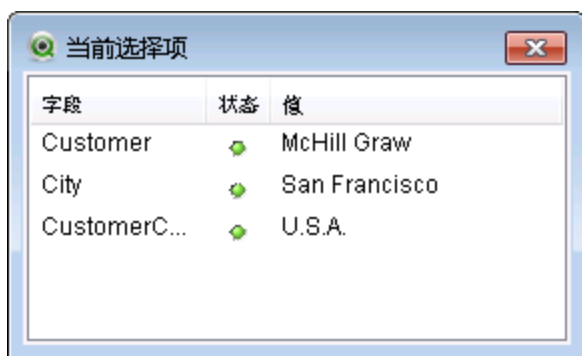 当前选择项
字段 状态 值
Customer McHill Graw
City San Francisco
CustomerC... U.S.A.